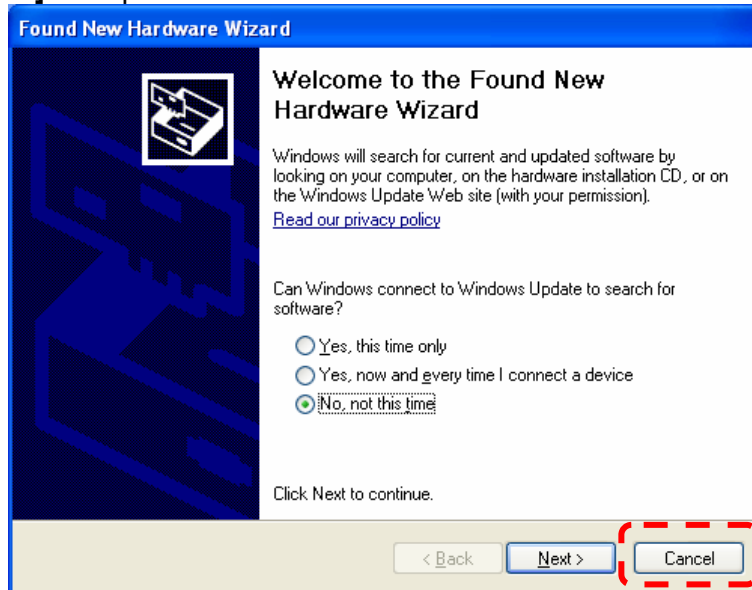 Found New Hardware Wizard
Welcome to the Found New
Hardware Wizard
Windows will search for current and updated software by
looking on your computer, on the hardware installation CD, or on
the Windows Update Web site (with your permission).
Read our privacy policy
Can Windows connect to Windows Update to search for
software?
Yes, this time only
Yes, now and every time I connect a device
No, not this time
Click Next to continue.
< Back Next > Cancel